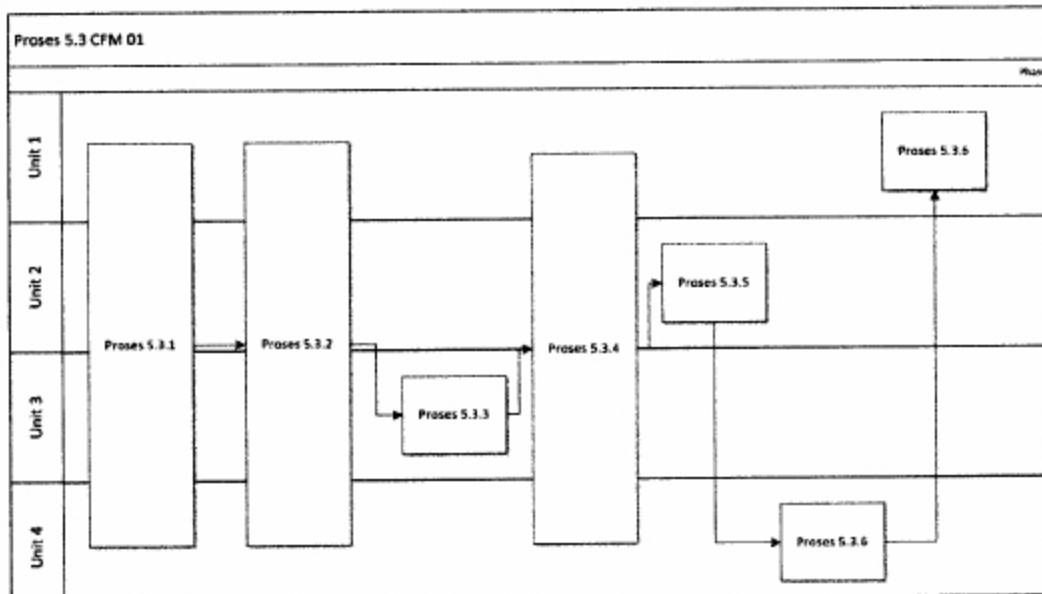 Proses 5.3 CFM 01
Phase
Unit 1
Proses 5.3.6
Unit 2
Proses 5.3.5
Proses 5.3.1
Proses 5.3.2
Proses 5.3.4
Unit 3
Proses 5.3.3
Unit 4
Proses 5.3.6